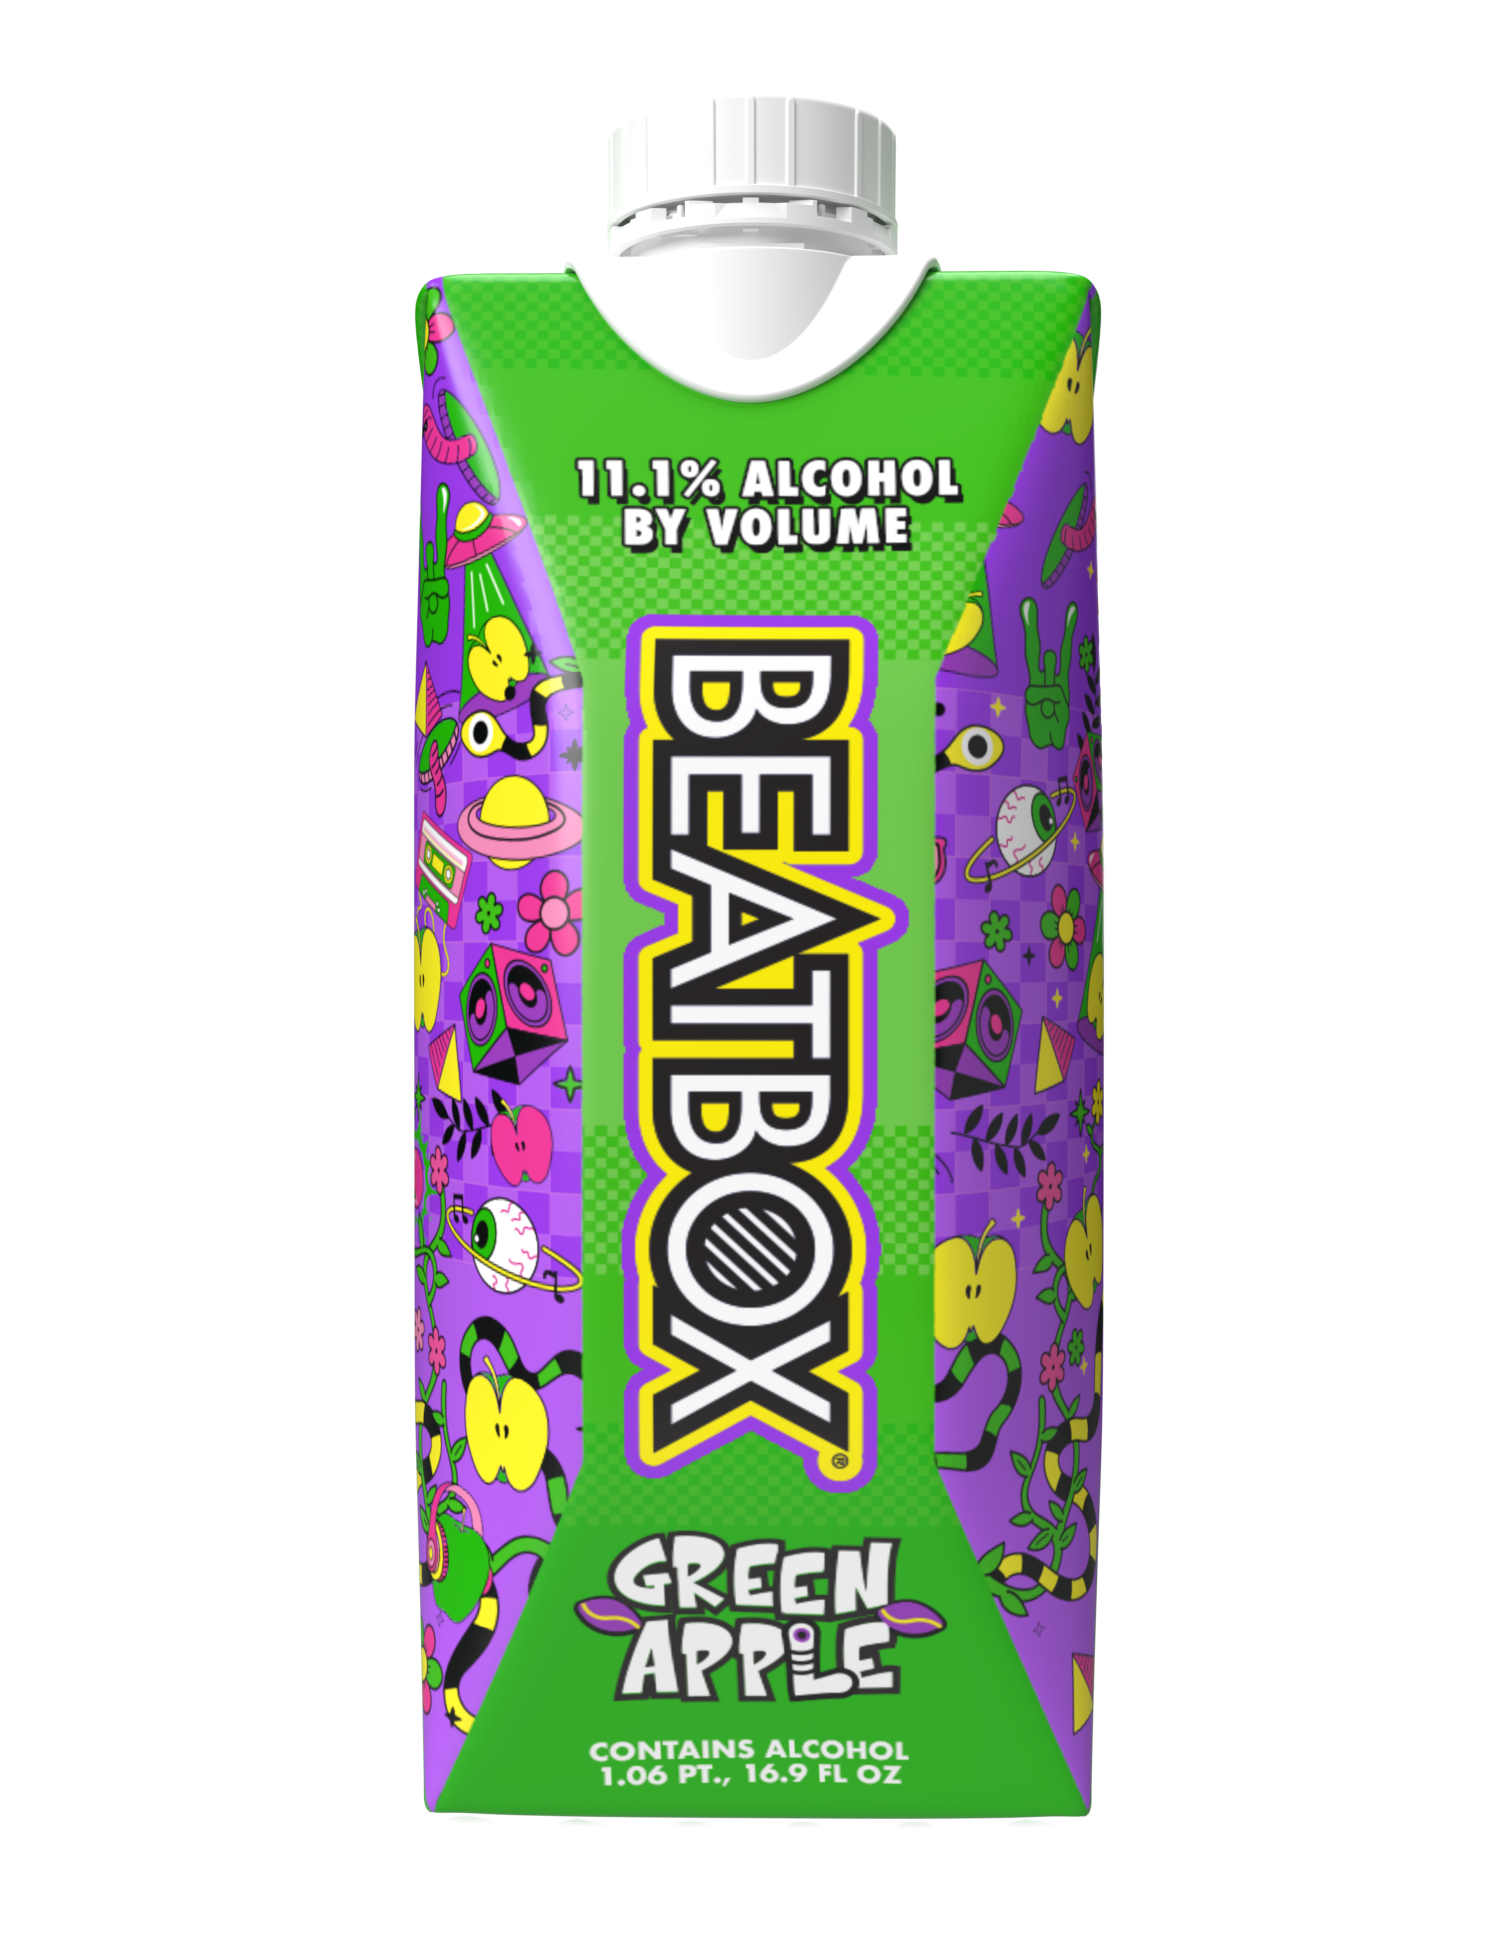 11.1% ALCOHOL
BY VOLUME
BEATBOX®
GREEN
APPLE
CONTAINS ALCOHOL
1.06 PT., 16.9 FL OZ